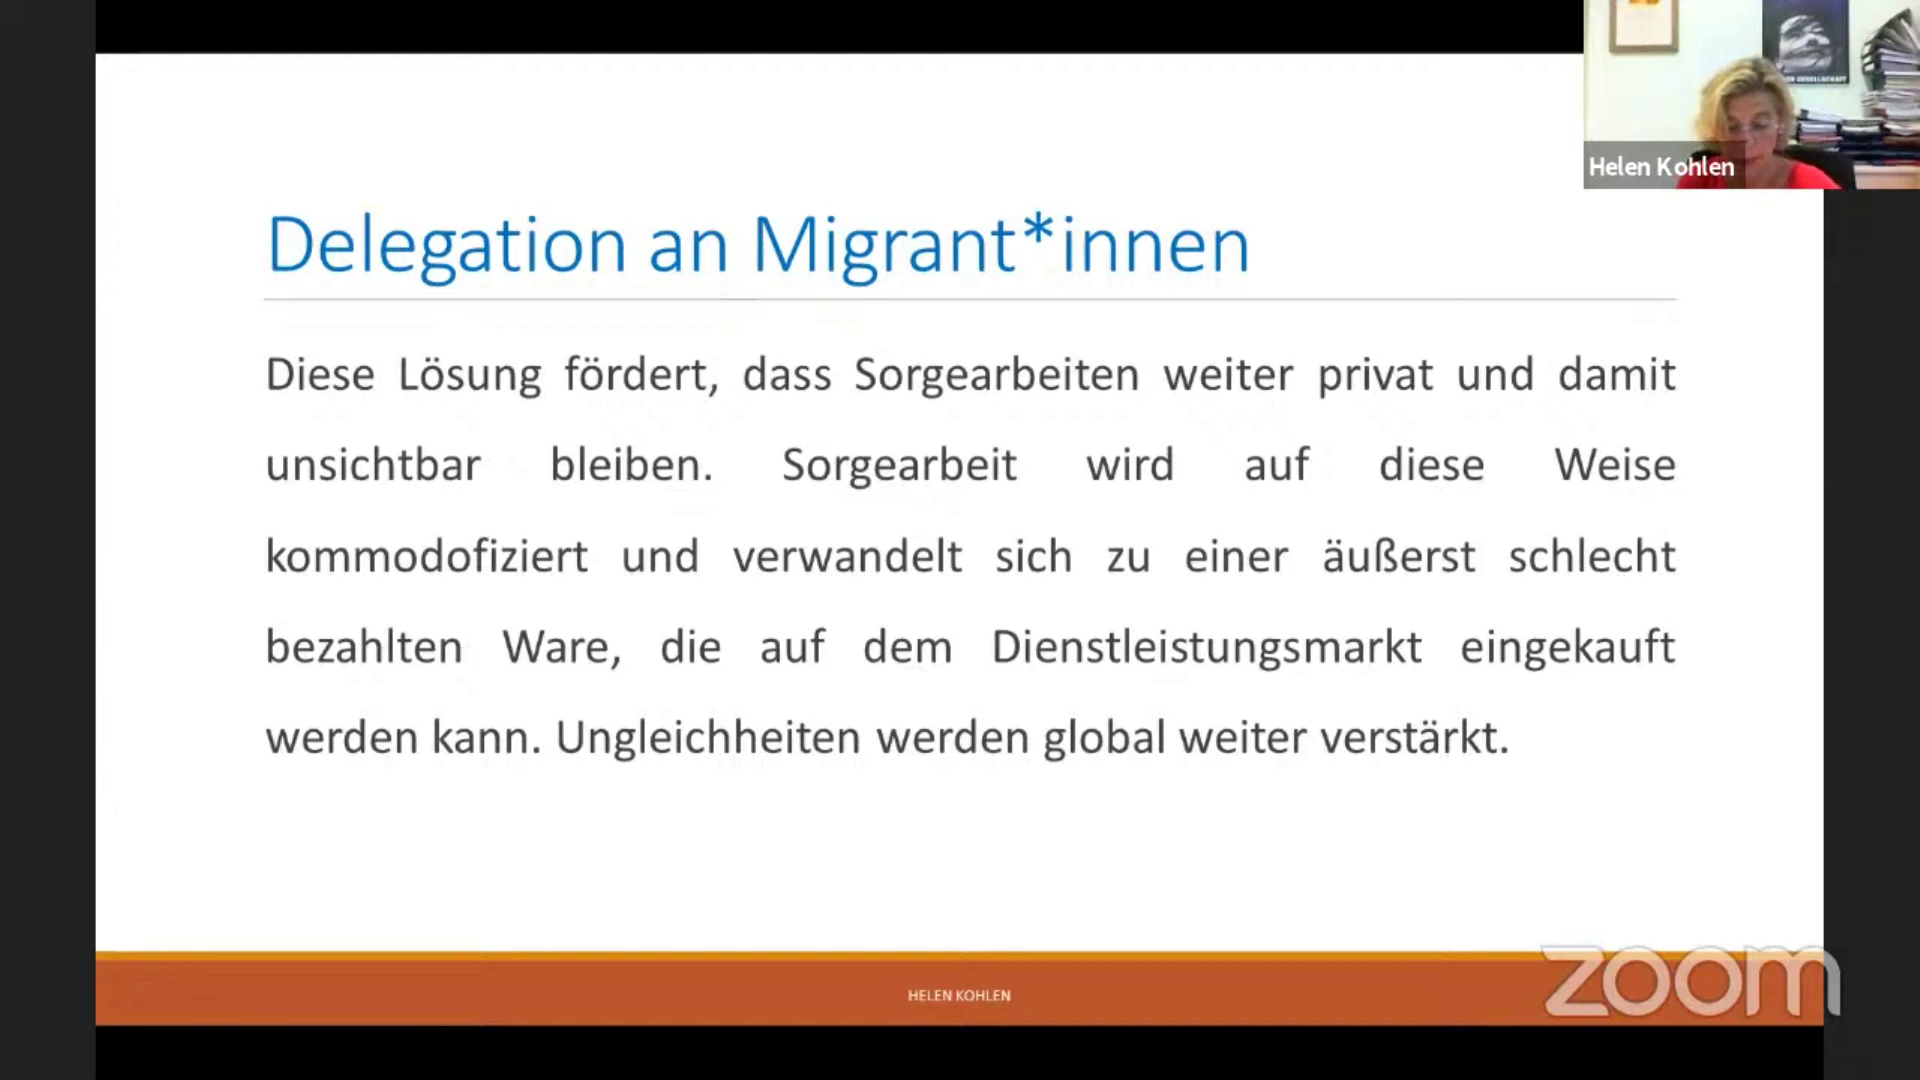 EN GESELLSCHAFT
Helen Kohlen
Delegation an Migrant*innen
Diese Lösung fördert, dass Sorgearbeiten weiter privat und damit
unsichtbar bleiben. Sorgearbeit wird auf diese Weise
kommodofiziert und verwandelt sich zu einer äußerst schlecht
bezahlten Ware, die auf dem Dienstleistungsmarkt eingekauft
werden kann. Ungleichheiten werden global weiter verstärkt.
HELEN KOHLEN
zoom